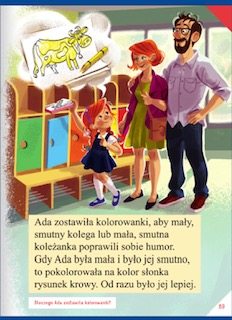 Ada zostawiła kolorowanki, aby mały,
smutny kolega lub mała, smutna
koleżanka poprawili sobie humor.
Gdy Ada była mała i było jej smutno,
to pokolorowała na kolor słonka
rysunek krowy. Od razu było jej lepiej.
Dlaczego Ada zostawiła kolorowanki?
89